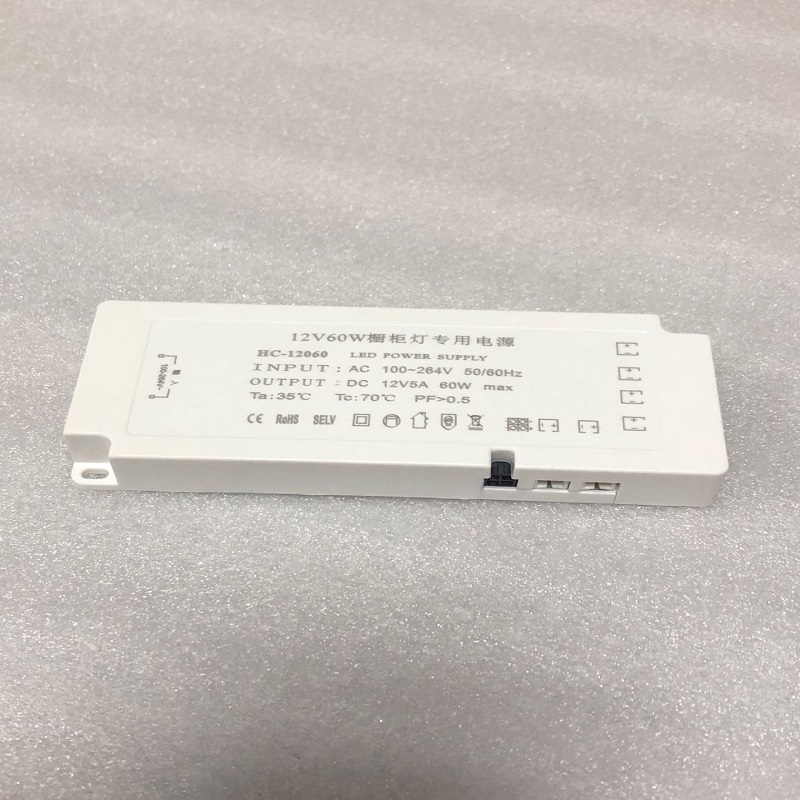 12V60W橱柜灯专用电源
HC-12060 LED POWER SUPPLY
INPUT: AC 100~264V 50/60Hz
OUTPUT: DC 12V5A 60W max
Ta:35℃ Tc:70℃ PF>0.5
CE RoHS SELV